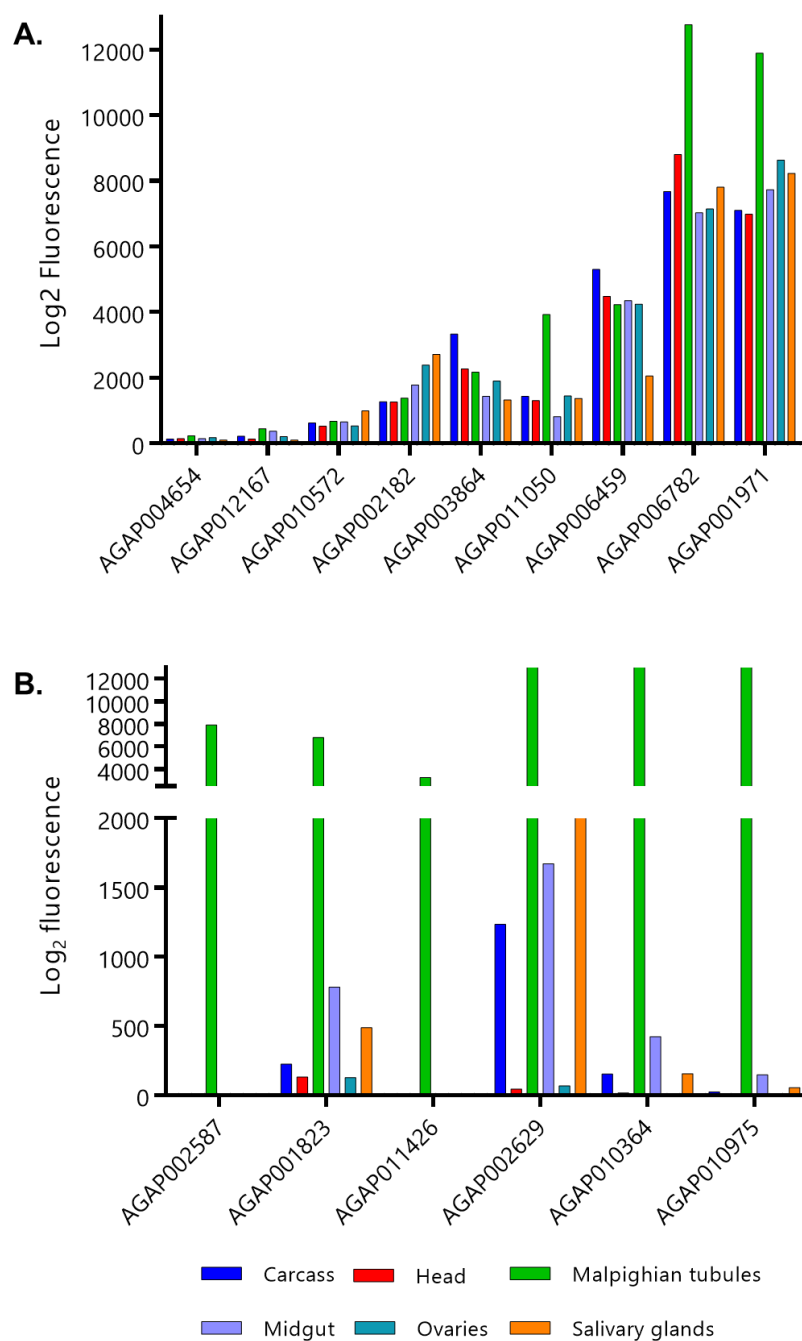 A.
Log2 Fluorescence
12000
10000
8000
6000
4000
2000
0
AGAP004654
AGAP012167
AGAP010572
AGAP002182
AGAP003864
AGAP011050
AGAP006459
AGAP006782
AGAP001971
B.
Log₂ fluorescence
12000
10000
8000
6000
4000
2000
1500
1000
500
0
AGAP002587
AGAP001823
AGAP011426
AGAP002629
AGAP010364
AGAP010975
Carcass Head Malpighian tubules
Midgut Ovaries Salivary glands